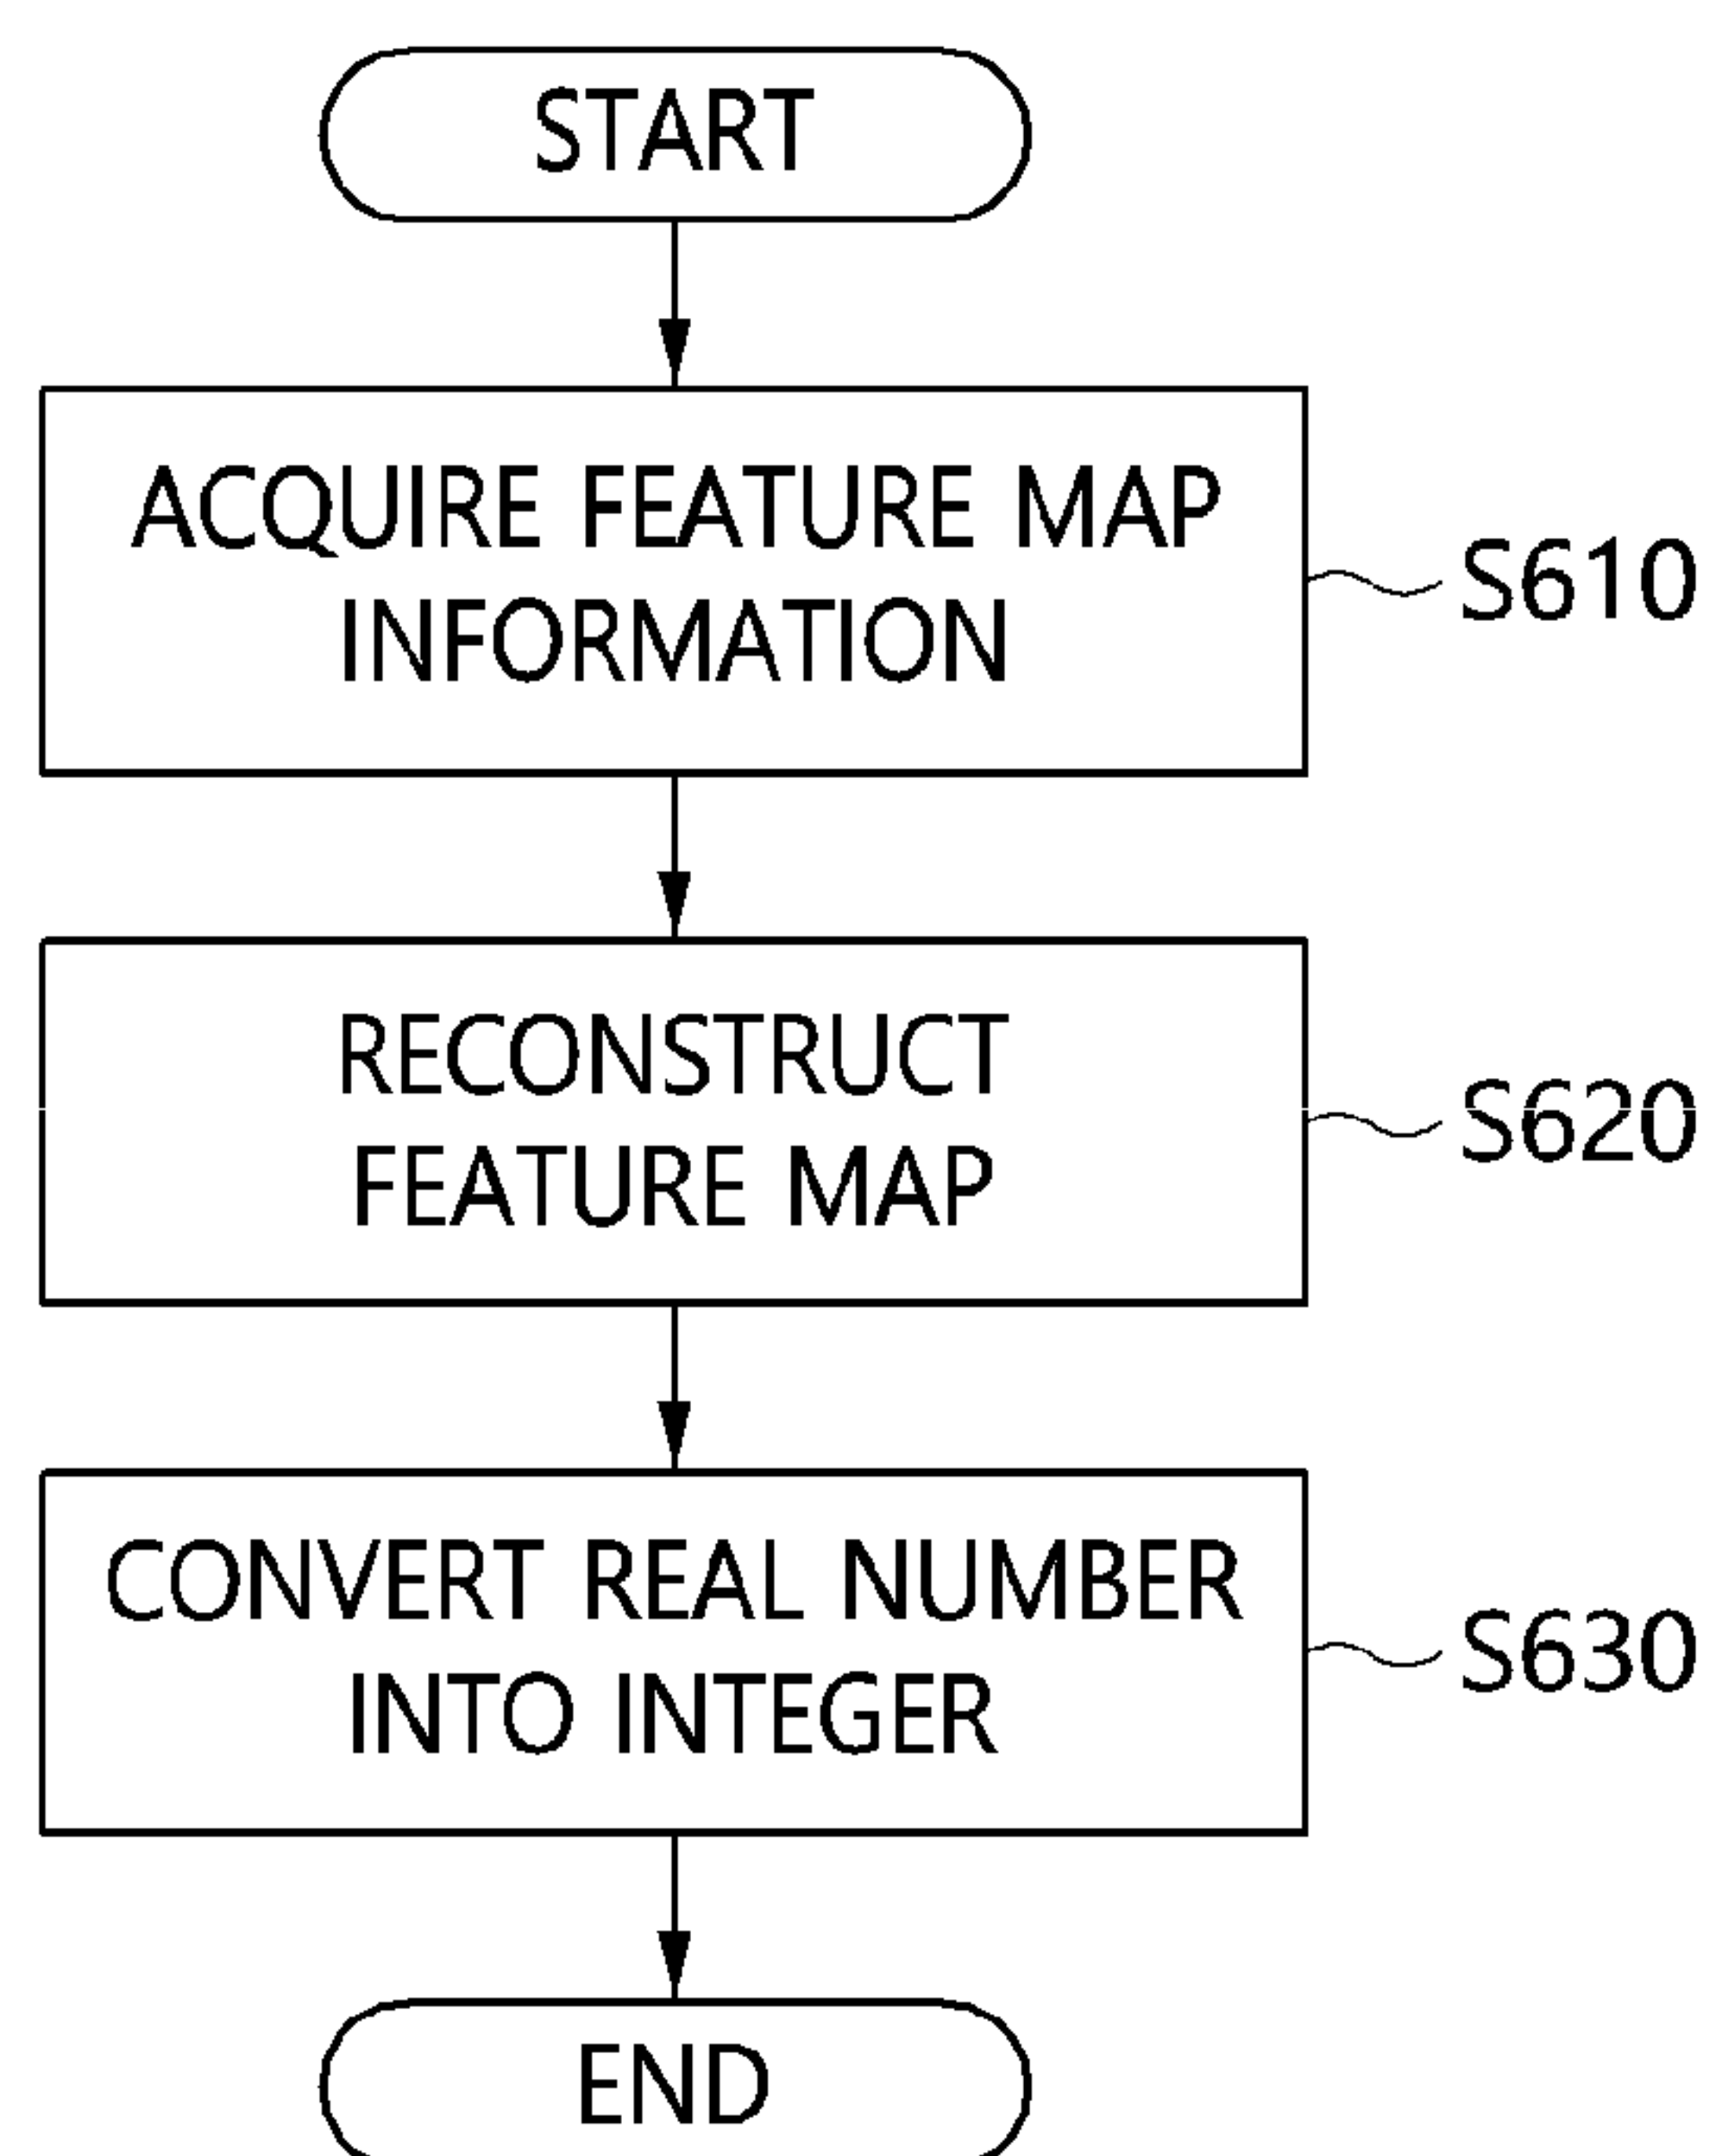 START
ACQUIRE FEATURE MAP
INFORMATION
S610
RECONSTRUCT
FEATURE MAP
S620
CONVERT REAL NUMBER
INTO INTEGER
S630
END